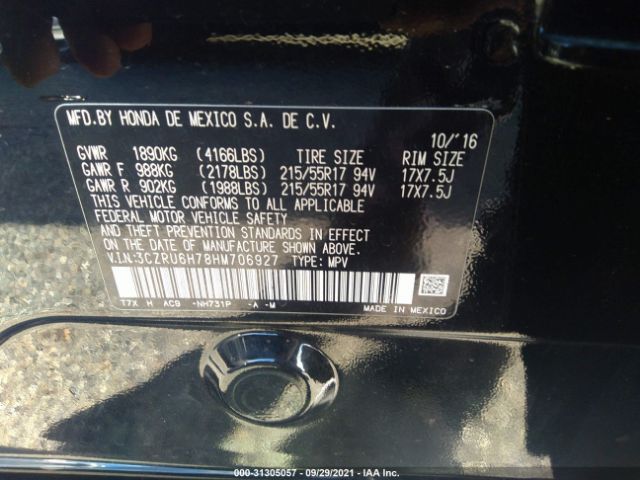 MFD. BY HONDA DE MEXICO S.A. DE C.V.
10/'16
GVWR 1890KG (4166LBS) TIRE SIZE RIM SIZE
GAWR F 988KG (2178LBS) 215/55R17 94V 17X7.5J
GAWR R 902KG (1988LBS) 215/55R17 94V 17X7.5J
THIS VEHICLE CONFORMS TO ALL APPLICABLE
FEDERAL MOTOR VEHICLE SAFETY
AND THEFT PREVENTION STANDARDS IN EFFECT
ON THE DATE OF MANUFACTURE SHOWN ABOVE.
V.I.N:3CZRU6H78HM706927 TYPE: MPV
T7X H AC9 -NH731P -A -M
MADE IN MEXICO
000-31305057 - 09/29/2021 - IAA Inc.